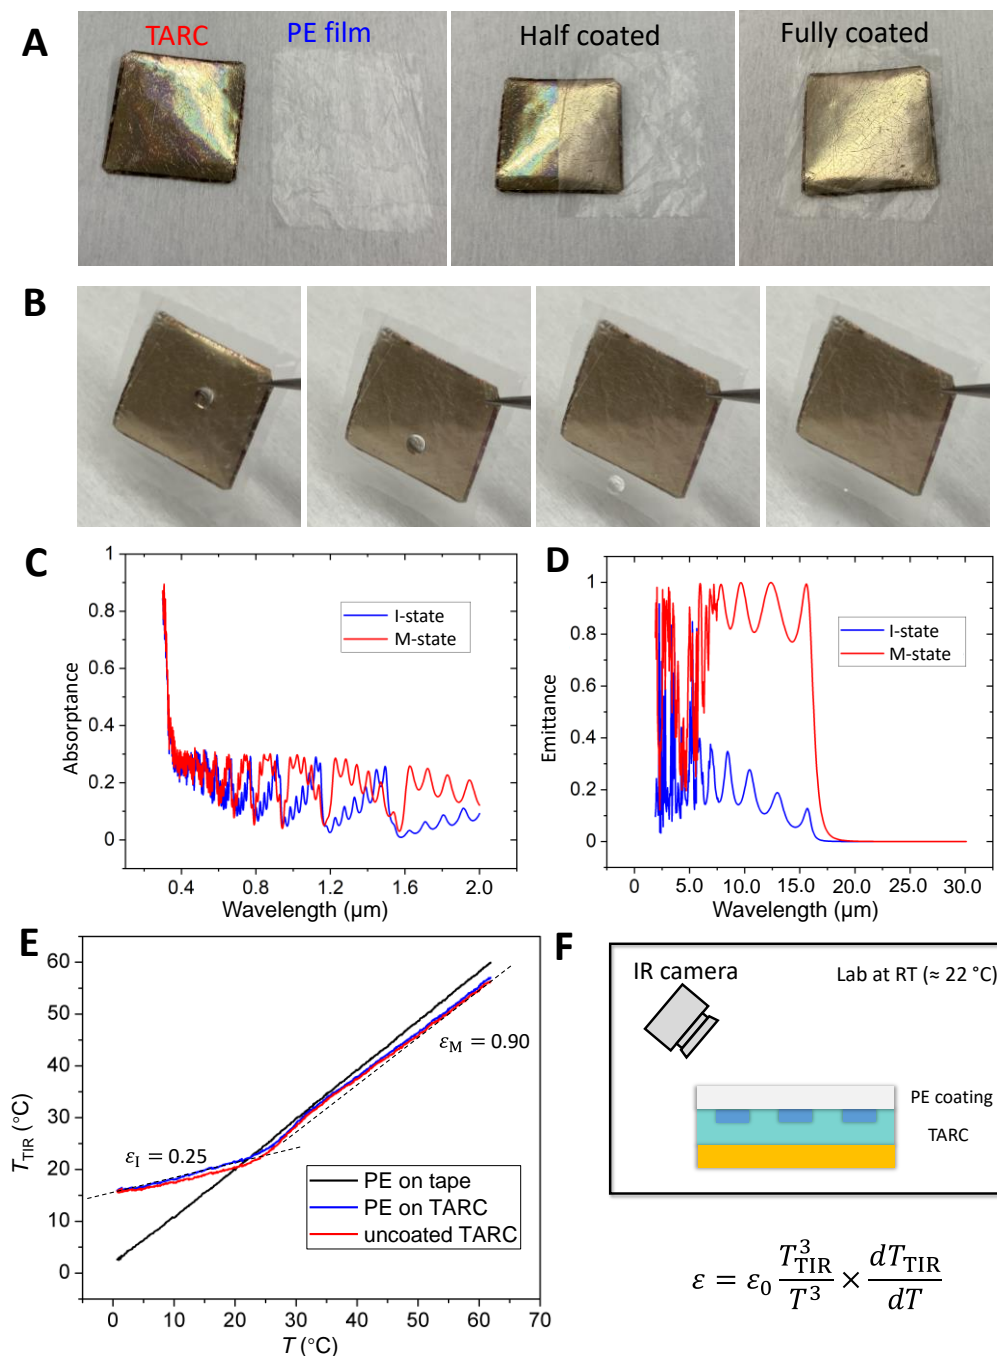 A
TARC
PE film
Half coated
Fully coated
B
C
1
0.8
0.6
0.4
0.2
0
Absorptance
I-state
M-state
0.4
0.8
1.2
1.6
2.0
Wavelength (μm)
D
1
0.8
0.6
0.4
0.2
0
Emittance
I-state
M-state
0
5.0
10.0
15.0
20.0
25.0
30.0
Wavelength (μm)
E
60
50
40
30
20
10
0
T_TIR (°C)
ε_I = 0.25
ε_M = 0.90
PE on tape
PE on TARC
uncoated TARC
0
10
20
30
40
50
60
70
T (°C)
F
IR camera
Lab at RT (≈ 22 °C)
PE coating
TARC
ε = ε_0 T_TIR^3 / T^3 × dT_TIR / dT